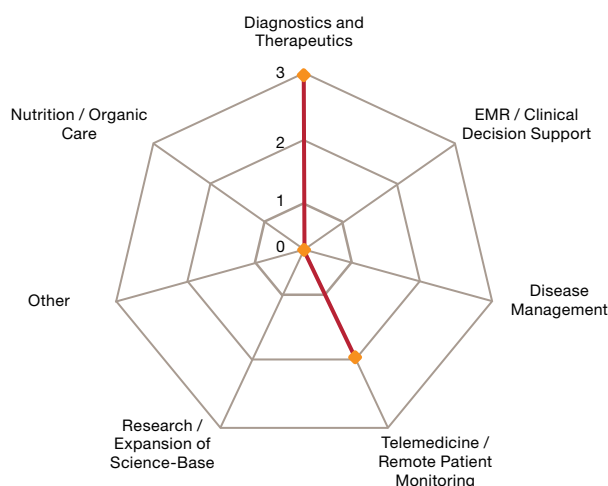 Diagnostics and
Therapeutics
3
Nutrition / Organic
Care
EMR / Clinical
Decision Support
2
1
0
Other
Disease
Management
Research /
Expansion of
Science-Base
Telemedicine /
Remote Patient
Monitoring